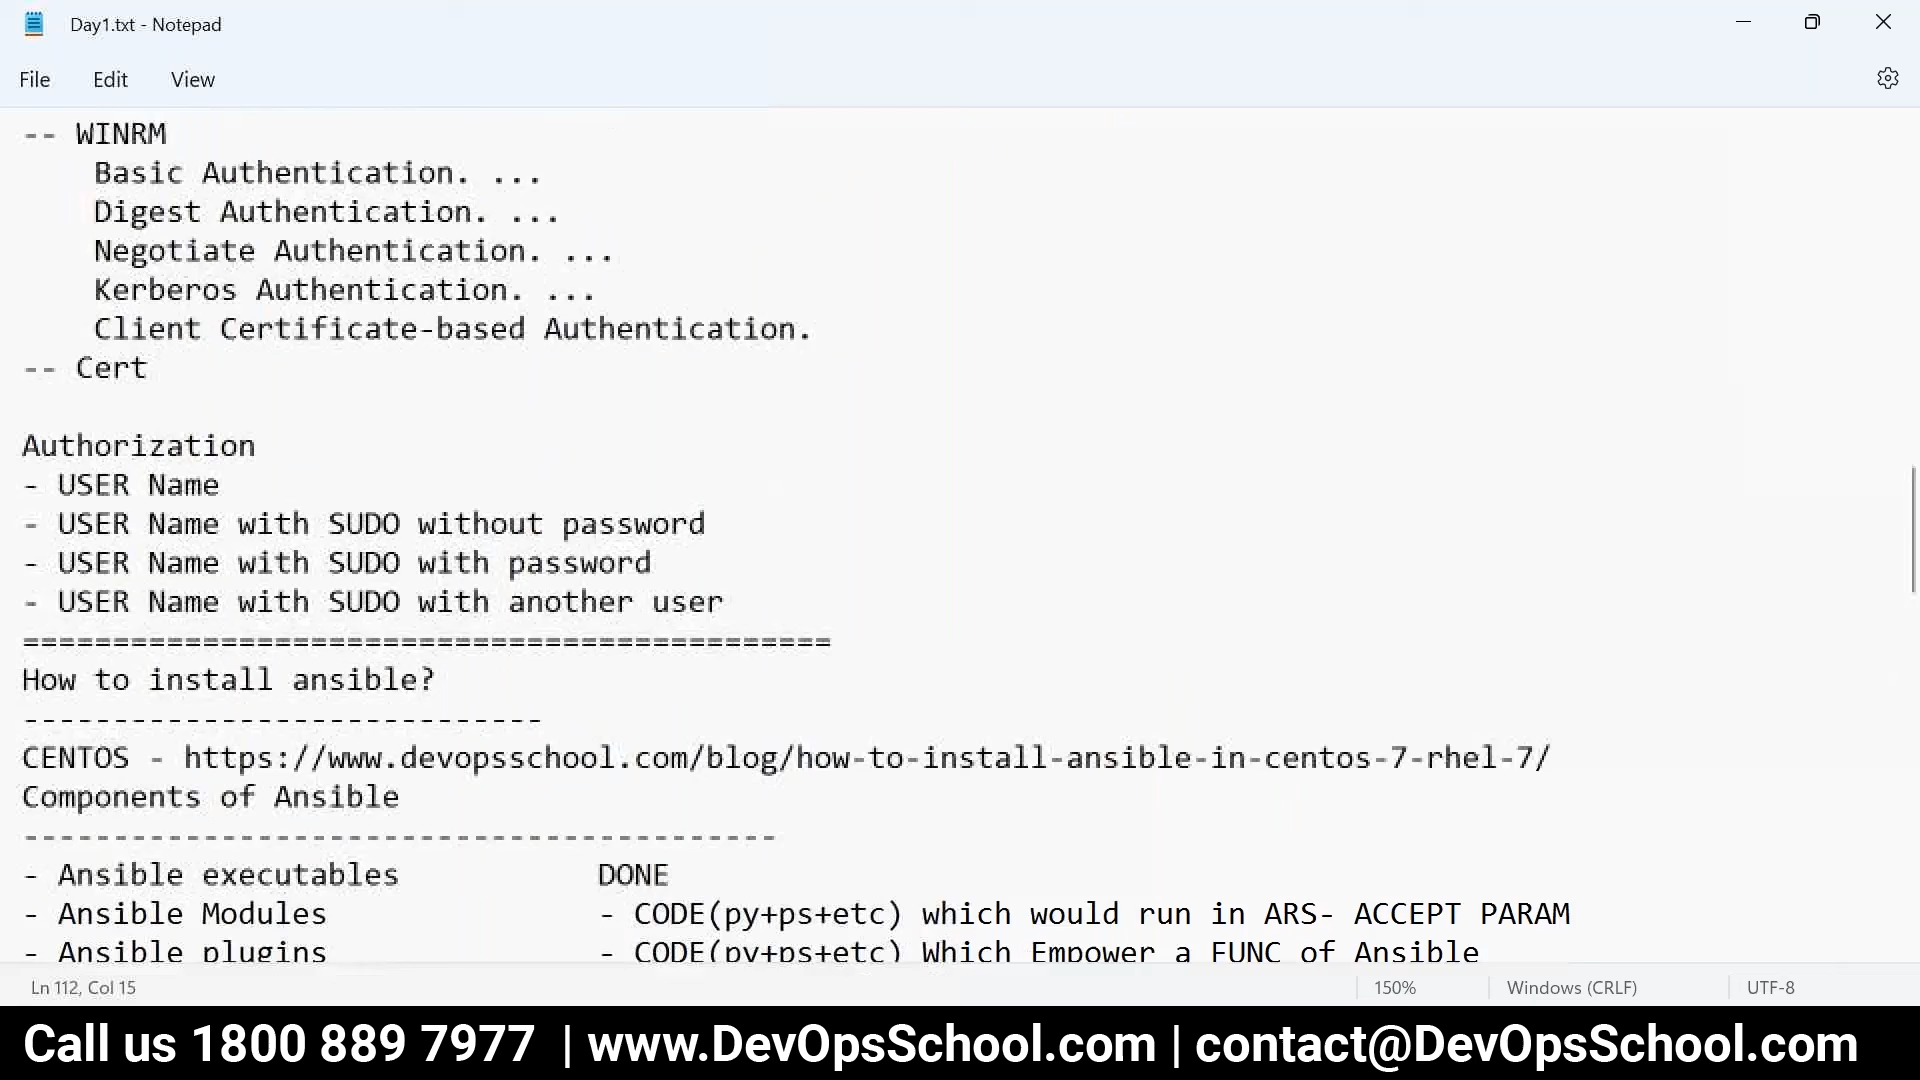 Day1.txt - Notepad
File Edit View
-- WINRM
Basic Authentication. ...
Digest Authentication. ...
Negotiate Authentication. ...
Kerberos Authentication. ...
Client Certificate-based Authentication.
-- Cert
Authorization
- USER Name
- USER Name with SUDO without password
- USER Name with SUDO with password
- USER Name with SUDO with another user
=============================================
How to install ansible?
-----------------------------
CENTOS - https://www.devopsschool.com/blog/how-to-install-ansible-in-centos-7-rhel-7/
Components of Ansible
------------------------------------------
- Ansible executables DONE
- Ansible Modules - CODE(py+ps+etc) which would run in ARS- ACCEPT PARAM
- Ansible plugins - CODE(py+ps+etc) Which Empower a FUNC of Ansible
Ln 112, Col 15 150% Windows (CRLF) UTF-8
Call us 1800 889 7977 | www.DevOpsSchool.com | contact@DevOpsSchool.com